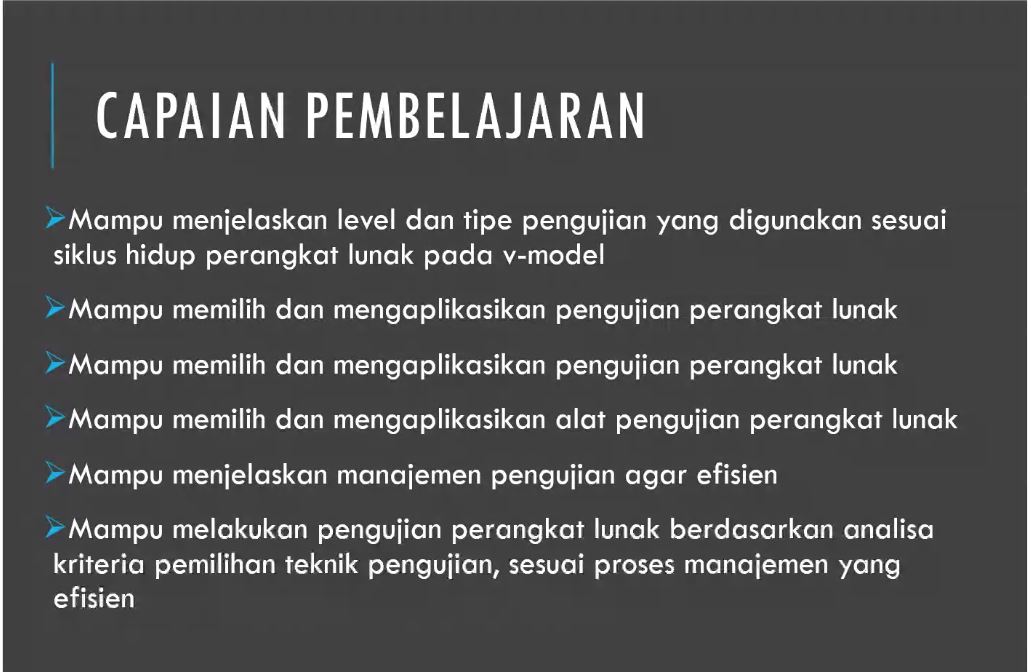 CAPAIAN PEMBELAJARAN
➢Mampu menjelaskan level dan tipe pengujian yang digunakan sesuai
siklus hidup perangkat lunak pada v-model
➢Mampu memilih dan mengaplikasikan pengujian perangkat lunak
➢Mampu memilih dan mengaplikasikan pengujian perangkat lunak
➢Mampu memilih dan mengaplikasikan alat pengujian perangkat lunak
➢Mampu menjelaskan manajemen pengujian agar efisien
➢Mampu melakukan pengujian perangkat lunak berdasarkan analisa
kriteria pemilihan teknik pengujian, sesuai proses manajemen yang
efisien